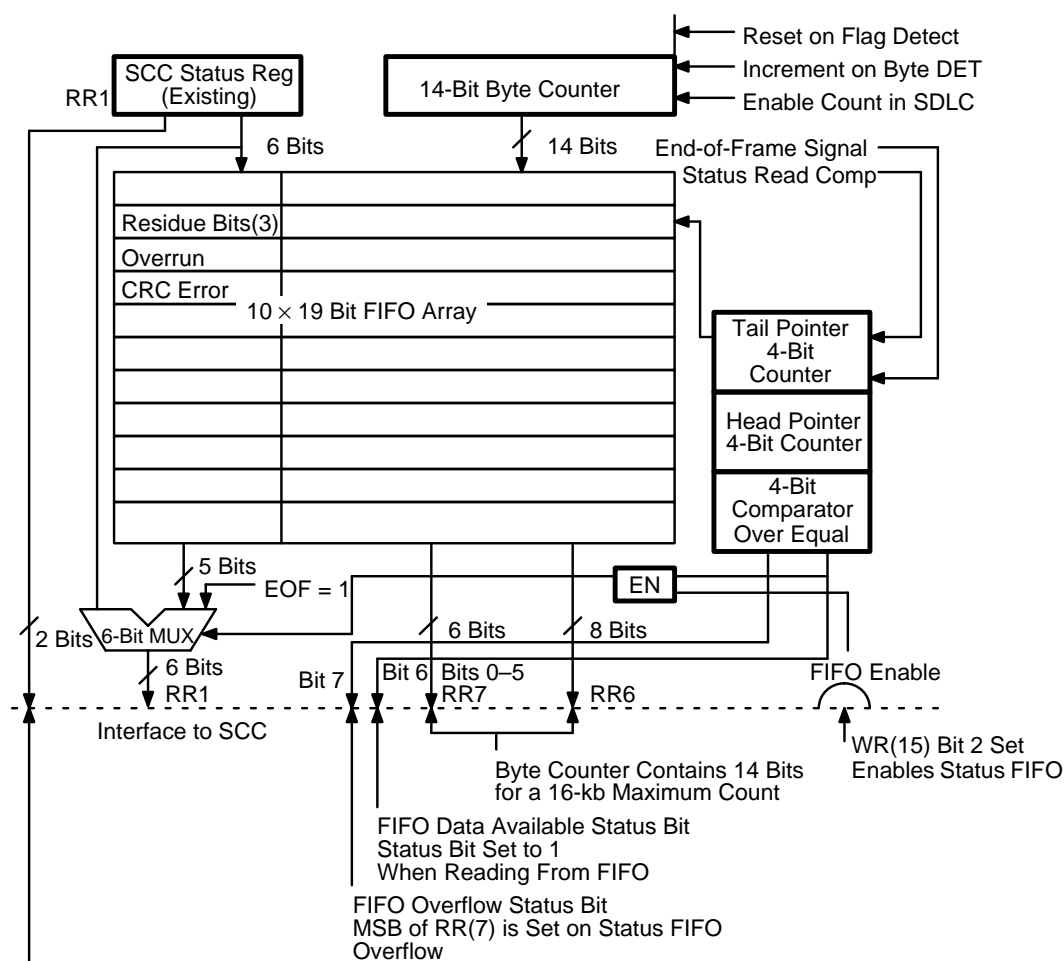 Reset on Flag Detect
SCC Status Reg
(Existing)
RR1
14-Bit Byte Counter
Increment on Byte DET
Enable Count in SDLC
6 Bits
14 Bits
End-of-Frame Signal
Status Read Comp
Residue Bits(3)
Overrun
CRC Error
10 × 19 Bit FIFO Array
Tail Pointer
4-Bit
Counter
Head Pointer
4-Bit Counter
4-Bit
Comparator
Over Equal
5 Bits
EOF = 1
EN
2 Bits
6-Bit MUX
6 Bits
8 Bits
6 Bits
RR1
Bit 7
Bit 6
Bits 0–5
RR7
RR6
FIFO Enable
Interface to SCC
WR(15) Bit 2 Set
Enables Status FIFO
Byte Counter Contains 14 Bits
for a 16-kb Maximum Count
FIFO Data Available Status Bit
Status Bit Set to 1
When Reading From FIFO
FIFO Overflow Status Bit
MSB of RR(7) is Set on Status FIFO
Overflow